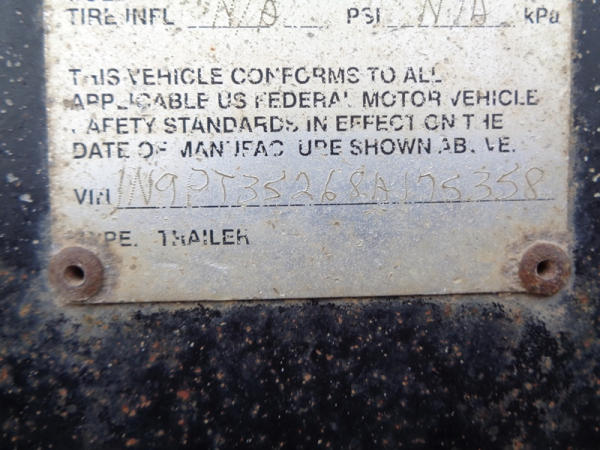 TIRE INFL N/A PSI N/A kPa
THIS VEHICLE CONFORMS TO ALL
APPLICABLE US FEDERAL MOTOR VEHICLE
SAFETY STANDARDS IN EFFECT ON THE
DATE OF MANUFACTURE SHOWN ABOVE.
VIN 1N9PT35268A175358
TYPE: TRAILER